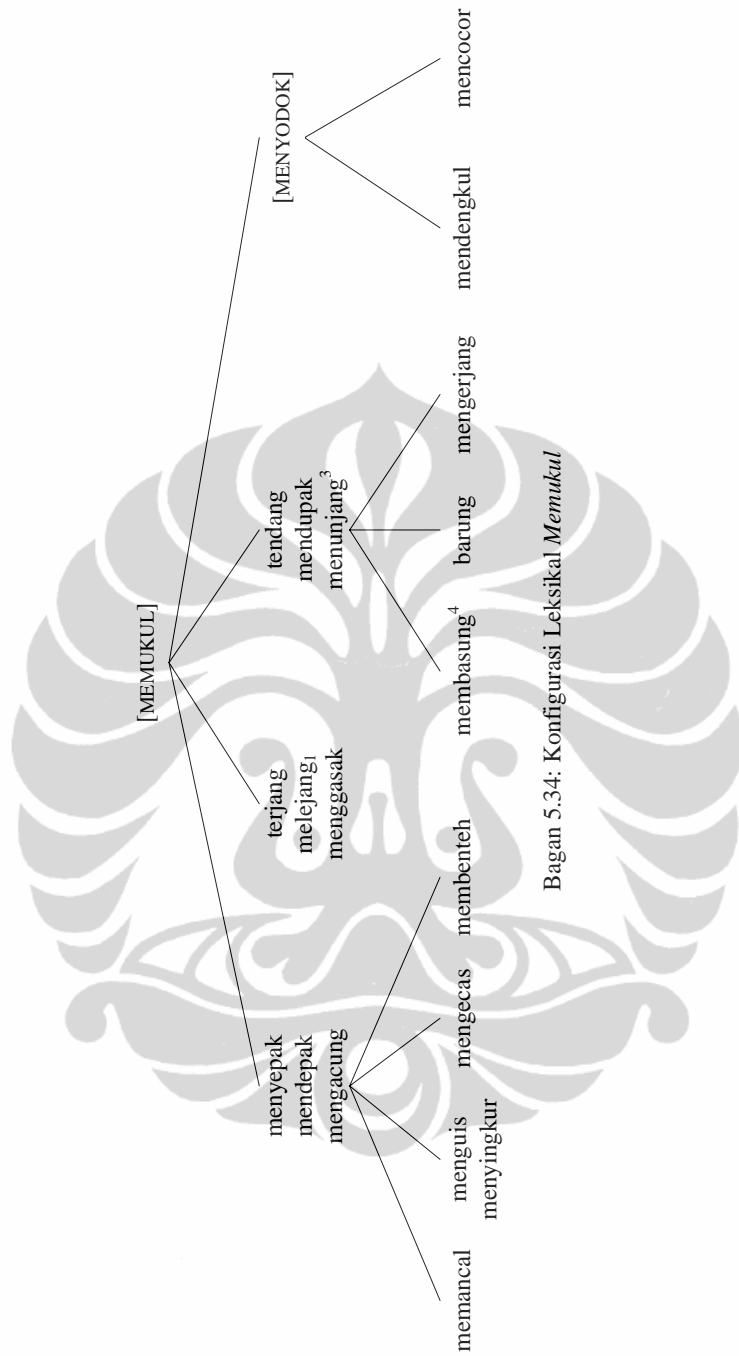 [MEMUKUL]
menyepak
mendepak
mengacung
terjang
melejang₁
menggasak
tendang
mendupak
menunjang³
[MENYODOK]
memancal
menguis
menyingkur
mengecas
membenteh
membasung⁴
barung
mengerjang
mendengkul
mencocor
Bagan 5.34: Konfigurasi Leksikal Memukul